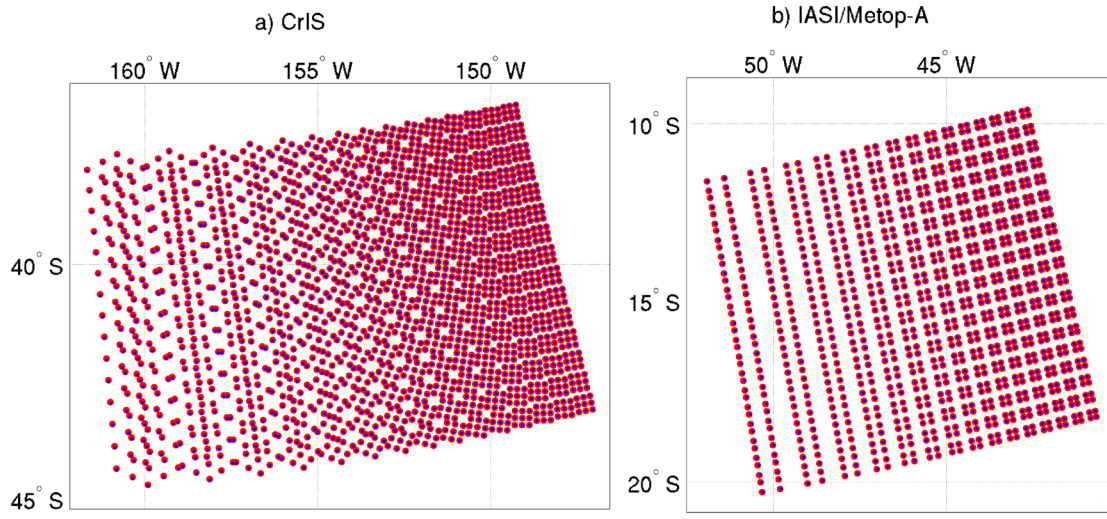 a) CrIS
160° W
155° W
150° W
40° S
45° S
b) IASI/Metop-A
50° W
45° W
10° S
15° S
20° S